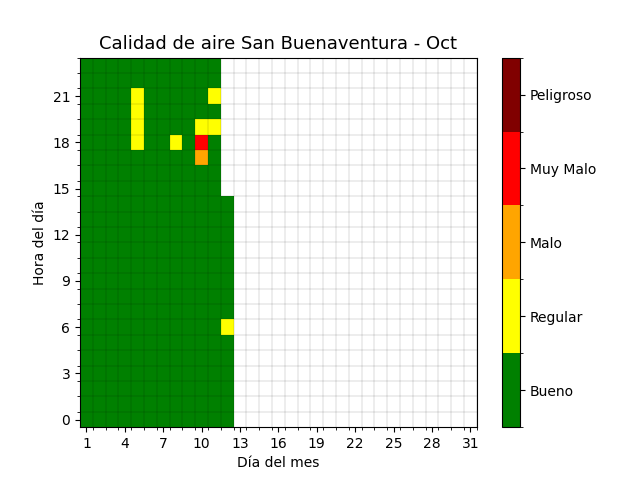 Calidad de aire San Buenaventura - Oct
Hora del día
21
18
15
12
9
6
3
0
1 4 7 10 13 16 19 22 25 28 31
Día del mes
Peligroso
Muy Malo
Malo
Regular
Bueno